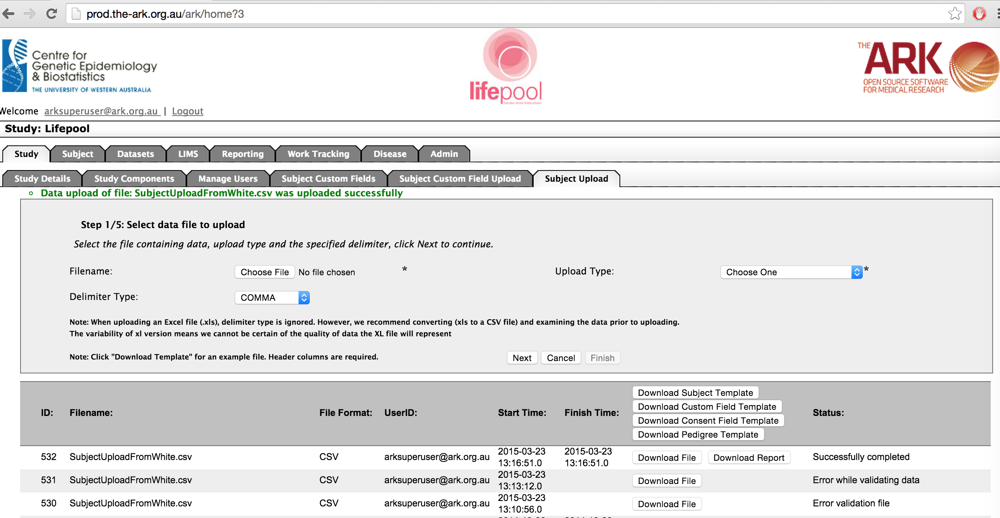 prod.the-ark.org.au/ark/home?3
Centre for
Genetic Epidemiology
& Biostatistics
THE UNIVERSITY OF WESTERN AUSTRALIA
lifepool
THE
ARK
OPEN SOURCE SOFTWARE
FOR MEDICAL RESEARCH
Welcome arksuperuser@ark.org.au | Logout
Study: Lifepool
Study Subject Datasets LIMS Reporting Work Tracking Disease Admin
Study Details Study Components Manage Users Subject Custom Fields Subject Custom Field Upload Subject Upload
Data upload of file: SubjectUploadFromWhite.csv was uploaded successfully
Step 1/5: Select data file to upload
Select the file containing data, upload type and the specified delimiter, click Next to continue.
Filename: Choose File No file chosen * Upload Type: Choose One *
Delimiter Type: COMMA
Note: When uploading an Excel file (.xls), delimiter type is ignored. However, we recommend converting (xls to a CSV file) and examining the data prior to uploading.
The variability of xl version means we cannot be certain of the quality of data the XL file will represent
Note: Click "Download Template" for an example file. Header columns are required. Next Cancel Finish
Download Subject Template
Download Custom Field Template
ID: Filename: File Format: UserID: Start Time: Finish Time: Status:
Download Consent Field Template
Download Pedigree Template
532 SubjectUploadFromWhite.csv CSV arksuperuser@ark.org.au 2015-03-23 13:16:51.0 2015-03-23 13:16:51.0 Download File Download Report Successfully completed
531 SubjectUploadFromWhite.csv CSV arksuperuser@ark.org.au 2015-03-23 13:13:12.0 Download File Error while validating data
530 SubjectUploadFromWhite.csv CSV arksuperuser@ark.org.au 2015-03-23 13:10:56.0 Download File Error validation file